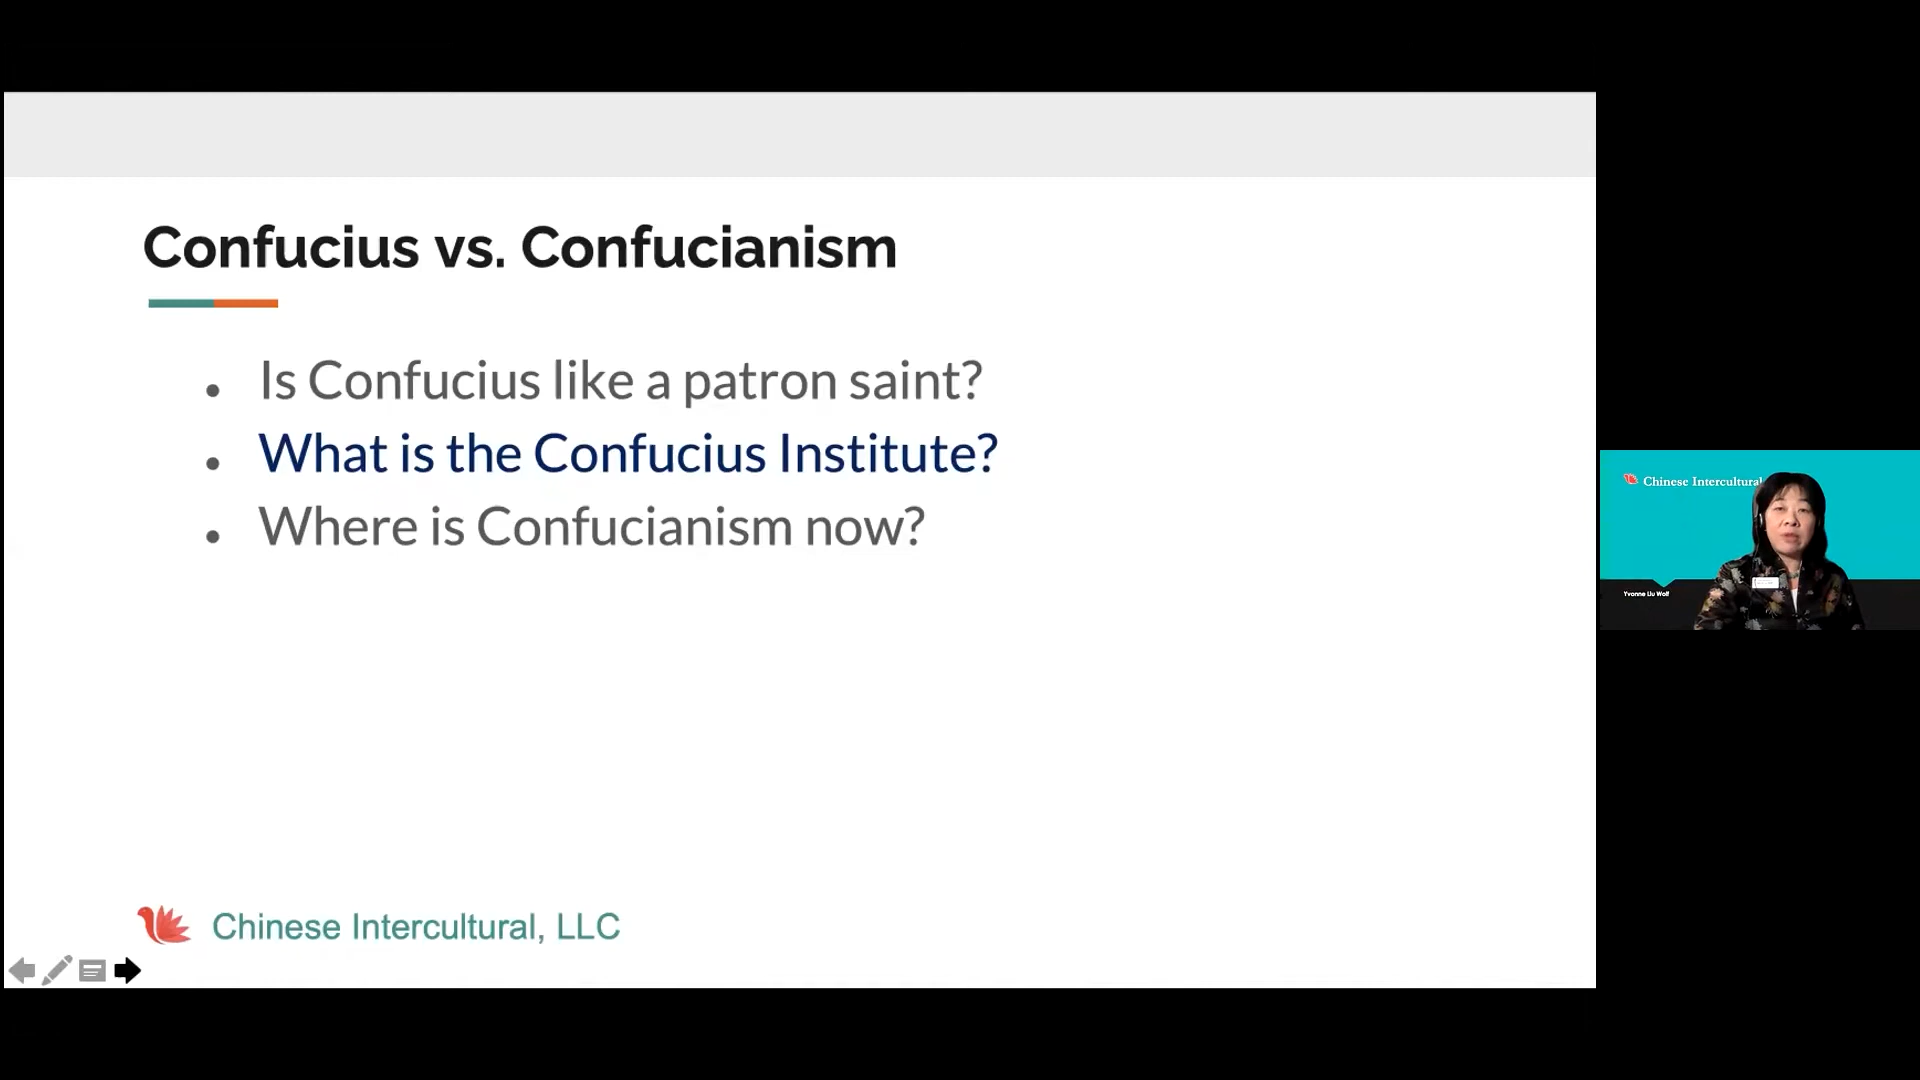 Confucius vs. Confucianism
Is Confucius like a patron saint?
What is the Confucius Institute?
Where is Confucianism now?
Chinese Intercultural, LLC
Chinese Intercultural
Yvonne Liu Wolf